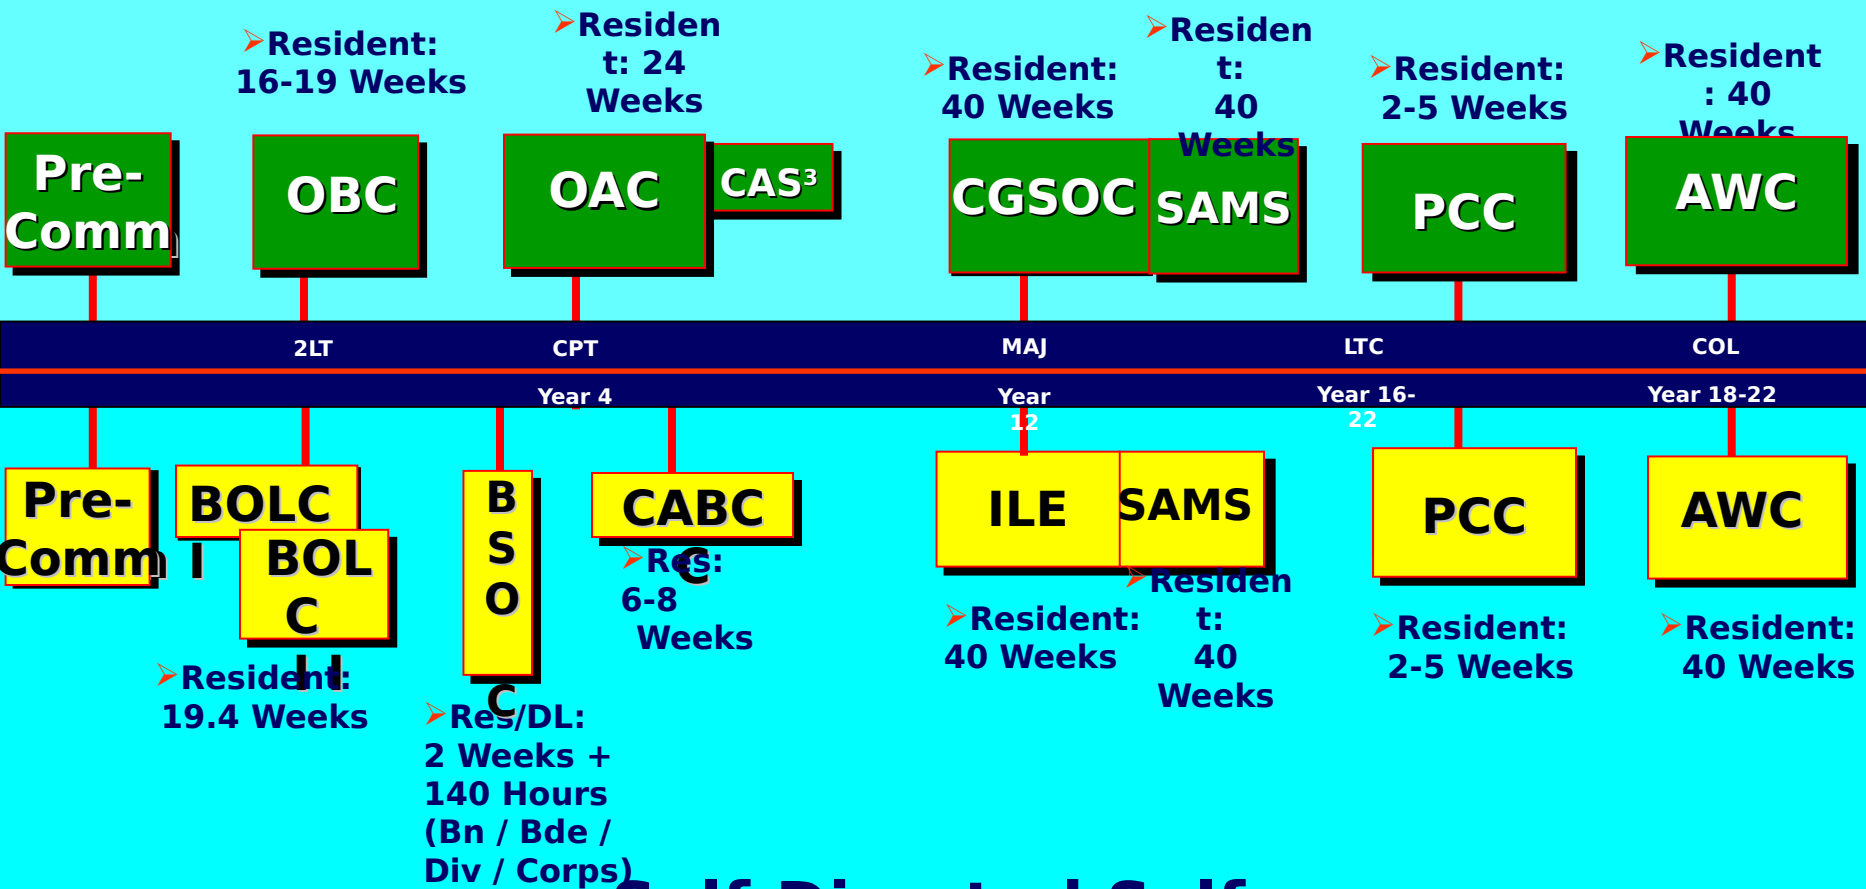 ➢Resident:
16-19 Weeks
➢Residen
t: 24
Weeks
➢Resident:
40 Weeks
➢Residen
t:
40
Weeks
➢Resident:
2-5 Weeks
➢Resident
: 40
Weeks
Pre-
Comm
OBC
OAC
CAS³
CGSOC
SAMS
PCC
AWC
2LT
CPT
MAJ
LTC
COL
Year 4
Year
12
Year 16-
22
Year 18-22
Pre-
Comm
BOLC
I
BOL
C
II
➢Resident:
19.4 Weeks
B
S
O
C
➢Res/DL:
2 Weeks +
140 Hours
(Bn / Bde /
Div / Corps)
CABC
C
➢Res:
6-8
Weeks
ILE
SAMS
➢Resident:
40 Weeks
➢Residen
t:
40
Weeks
PCC
➢Resident:
2-5 Weeks
AWC
➢Resident:
40 Weeks
Self-Directed Self